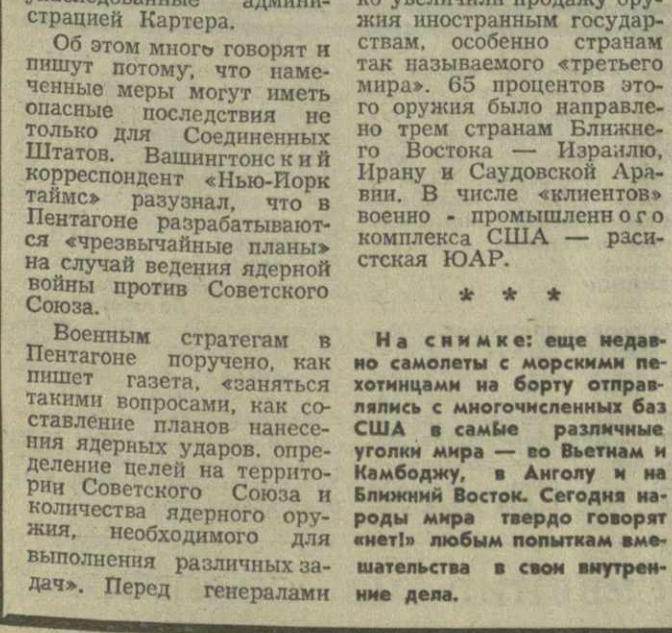 админи-
страцией Картера.
Об этом много говорят и
пишут потому, что наме-
ченные меры могут иметь
опасные последствия не
только для Соединенных
Штатов. Вашингтонский
корреспондент «Нью-Йорк
таймс» разузнал, что в
Пентагоне разрабатывают-
ся «чрезвычайные планы»
на случай ведения ядерной
войны против Советского
Союза.
Военным стратегам в
Пентагоне поручено, как
пишет газета, «заняться
такими вопросами, как со-
ставление планов нанесе-
ния ядерных ударов, опре-
деление целей на террито-
рии Советского Союза и
количества ядерного ору-
жия, необходимого для
выполнения различных за-
дач». Перед генералами
ко увеличили продажу ору-
жия иностранным государ-
ствам, особенно странам
так называемого «третьего
мира». 65 процентов это-
го оружия было направле-
но трем странам Ближне-
го Востока — Израилю,
Ирану и Саудовской Ара-
вии. В числе «клиентов»
военно - промышленного
комплекса США — раси-
стская ЮАР.
* * *
На снимке: еще недав-
но самолеты с морскими пе-
хотинцами на борту отправ-
лялись с многочисленных баз
США в самые различные
уголки мира — во Вьетнам и
Камбоджу, в Анголу и на
Ближний Восток. Сегодня на-
роды мира твердо говорят
«нет!» любым попыткам вме-
шательства в свои внутрен-
ние дела.